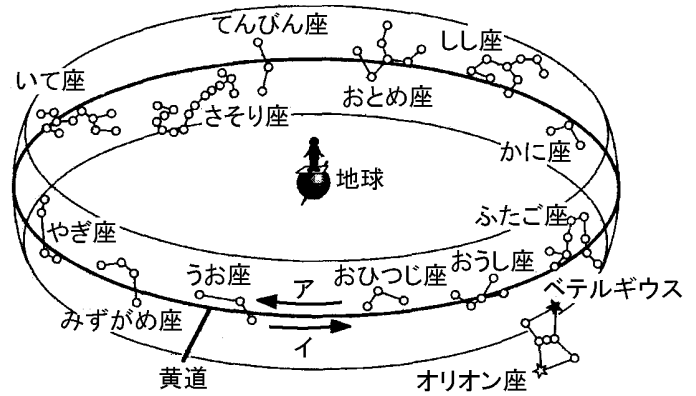 てんびん座
しし座
いて座
おとめ座
さそり座
かに座
地球
やぎ座
ふたご座
うお座
ア
おひつじ座
おうし座
ベテルギウス
みずがめ座
イ
黄道
オリオン座